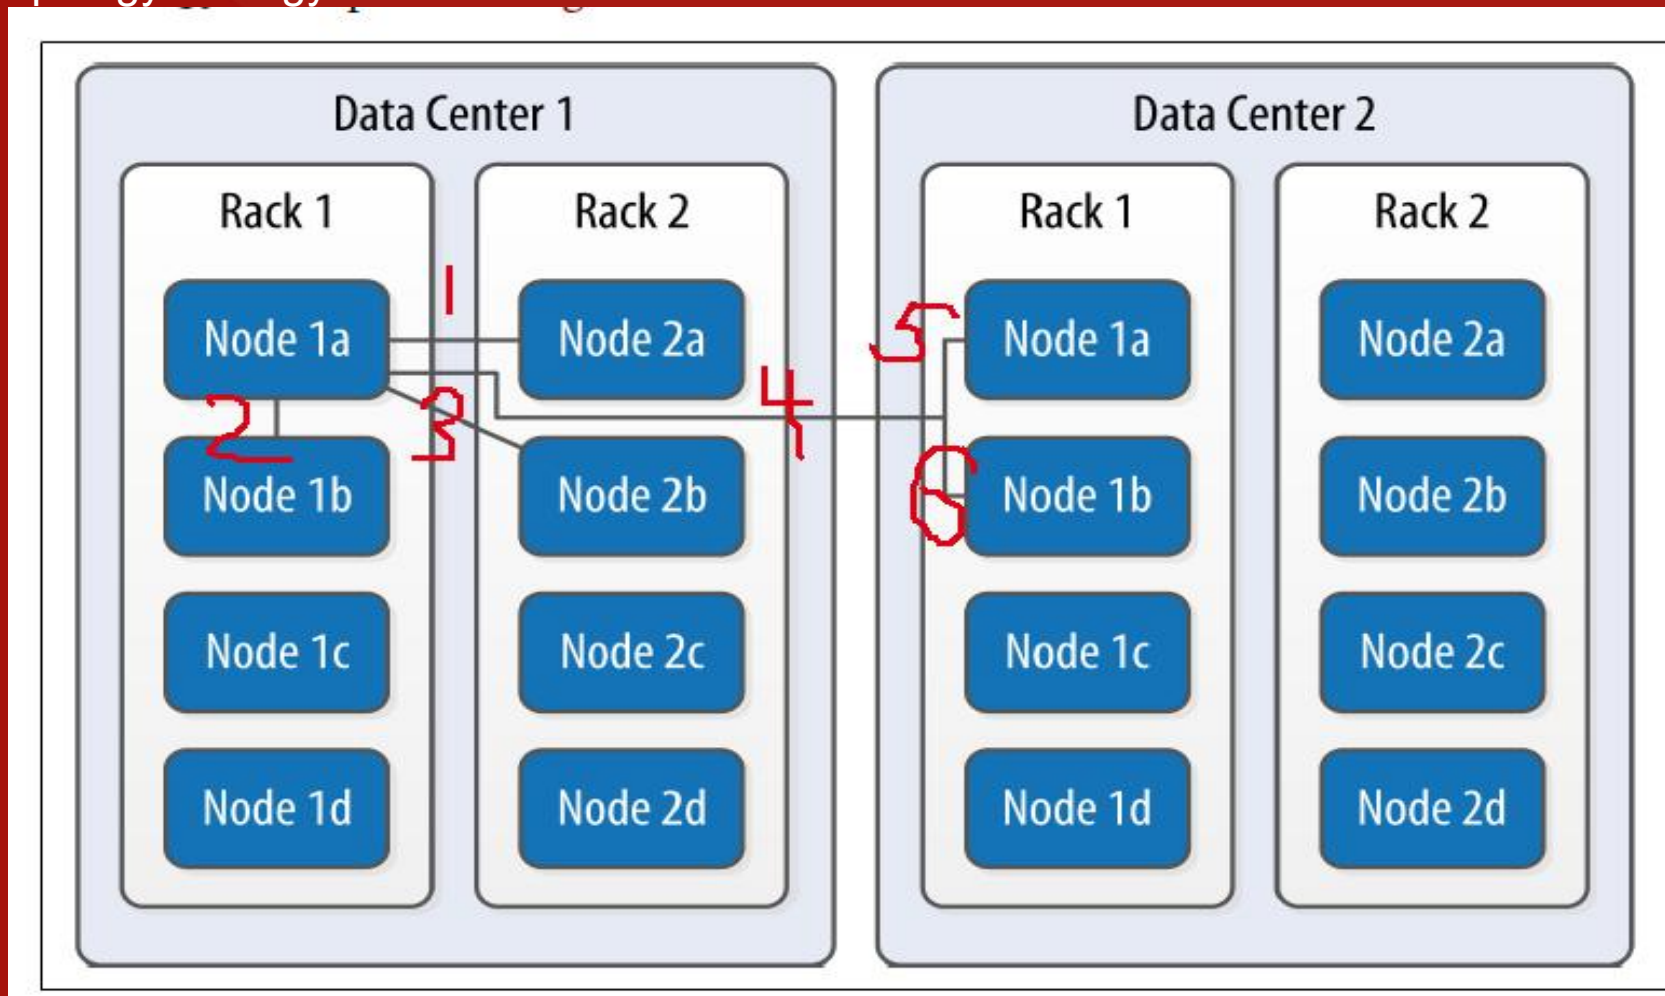 Data Center 1
Data Center 2
Rack 1
Rack 2
Rack 1
Rack 2
1
5
Node 1a
Node 2a
Node 1a
Node 2a
4
2
3
6
Node 1b
Node 2b
Node 1b
Node 2b
Node 1c
Node 2c
Node 1c
Node 2c
Node 1d
Node 2d
Node 1d
Node 2d